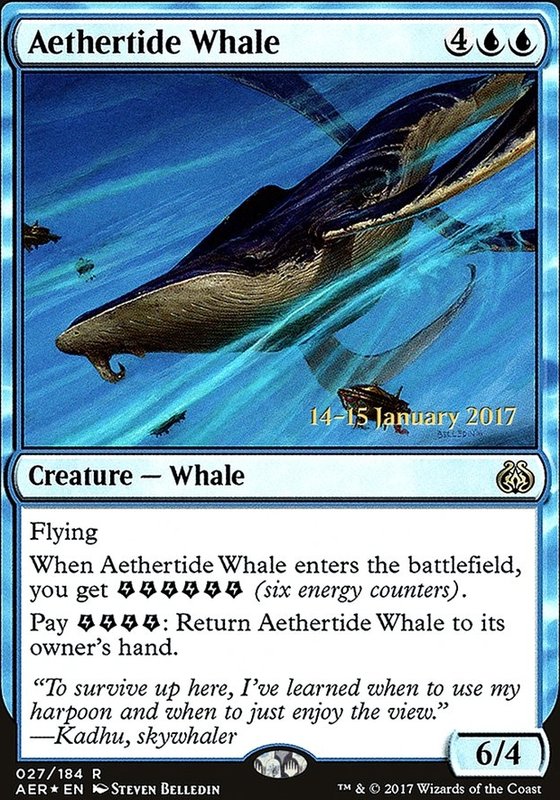 Aethertide Whale 4
14-15 January 2017
BELLEDIN
Creature — Whale
Flying
When Aethertide Whale enters the battlefield,
you get (six energy counters).
Pay : Return Aethertide Whale to its
owner's hand.
"To survive up here, I've learned when to use my
harpoon and when to just enjoy the view."
—Kadhu, skywhaler
6/4
027/184 R
AER★EN Steven Belledin
™ & © 2017 Wizards of the Coast